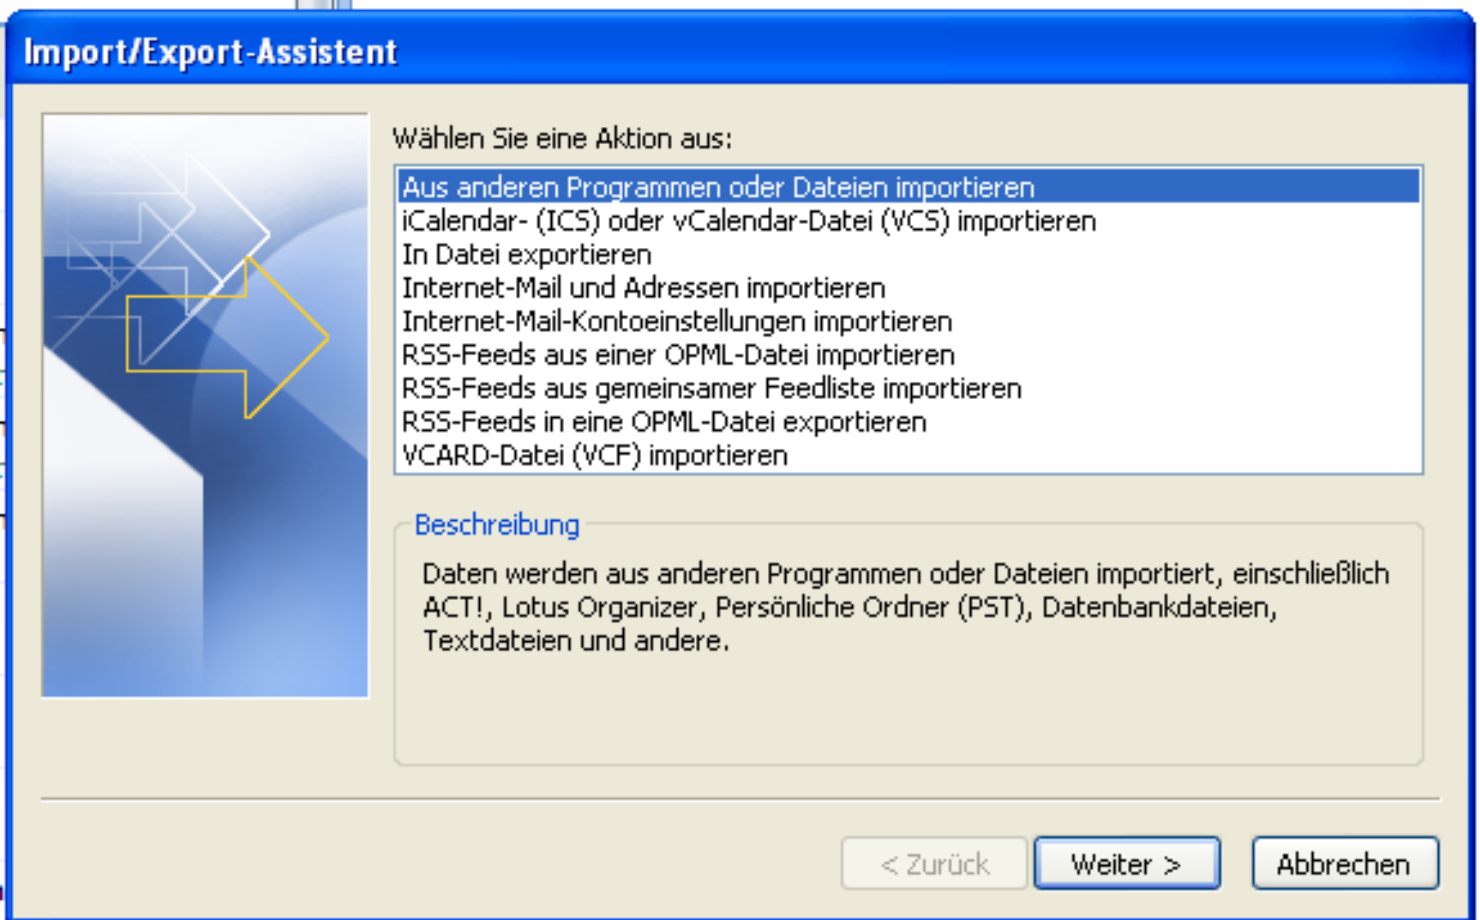 Import/Export-Assistent
Wählen Sie eine Aktion aus:
Aus anderen Programmen oder Dateien importieren
iCalendar- (ICS) oder vCalendar-Datei (VCS) importieren
In Datei exportieren
Internet-Mail und Adressen importieren
Internet-Mail-Kontoeinstellungen importieren
RSS-Feeds aus einer OPML-Datei importieren
RSS-Feeds aus gemeinsamer Feedliste importieren
RSS-Feeds in eine OPML-Datei exportieren
VCARD-Datei (VCF) importieren
Beschreibung
Daten werden aus anderen Programmen oder Dateien importiert, einschließlich
ACT!, Lotus Organizer, Persönliche Ordner (PST), Datenbankdateien,
Textdateien und andere.
< Zurück Weiter > Abbrechen